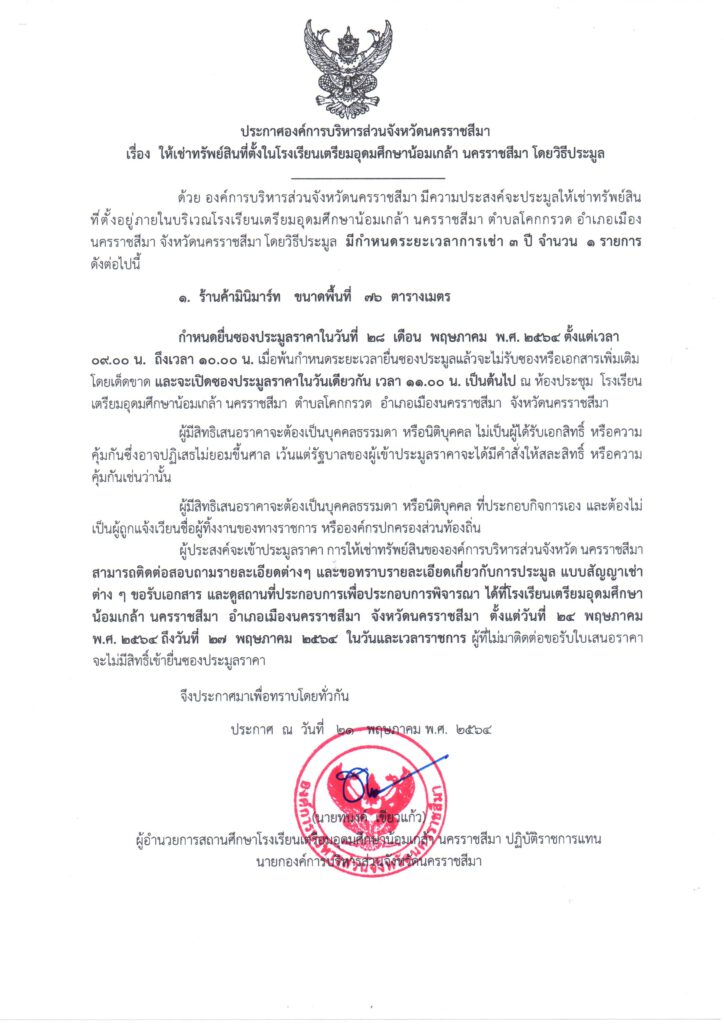 ประกาศองค์การบริหารส่วนจังหวัดนครราชสีมา
เรื่อง ให้เช่าทรัพย์สินที่ตั้งในโรงเรียนเตรียมอุดมศึกษาน้อมเกล้า นครราชสีมา โดยวิธีประมูล
ด้วย องค์การบริหารส่วนจังหวัดนครราชสีมา มีความประสงค์จะประมูลให้เช่าทรัพย์สิน
ที่ตั้งอยู่ภายในบริเวณโรงเรียนเตรียมอุดมศึกษาน้อมเกล้า นครราชสีมา ตำบลโคกกรวด อำเภอเมือง
นครราชสีมา จังหวัดนครราชสีมา โดยวิธีประมูล มีกำหนดระยะเวลาการเช่า ๓ ปี จำนวน ๑ รายการ
ดังต่อไปนี้
๑. ร้านค้ามินิมาร์ท ขนาดพื้นที่ ๗๖ ตารางเมตร
กำหนดยื่นซองประมูลราคาในวันที่ ๒๘ เดือน พฤษภาคม พ.ศ. ๒๕๖๔ ตั้งแต่เวลา
๐๙.๐๐ น. ถึงเวลา ๑๐.๐๐ น. เมื่อพ้นกำหนดระยะเวลายื่นซองประมูลแล้วจะไม่รับซองหรือเอกสารเพิ่มเติม
โดยเด็ดขาด และจะเปิดซองประมูลราคาในวันเดียวกัน เวลา ๑๑.๐๐ น. เป็นต้นไป ณ ห้องประชุม โรงเรียน
เตรียมอุดมศึกษาน้อมเกล้า นครราชสีมา ตำบลโคกกรวด อำเภอเมืองนครราชสีมา จังหวัดนครราชสีมา
ผู้มีสิทธิเสนอราคาจะต้องเป็นบุคคลธรรมดา หรือนิติบุคคล ไม่เป็นผู้ได้รับเอกสิทธิ์ หรือความ
คุ้มกันซึ่งอาจปฏิเสธไม่ยอมขึ้นศาล เว้นแต่รัฐบาลของผู้เข้าประมูลราคาจะได้มีคำสั่งให้สละสิทธิ์ หรือความ
คุ้มกันเช่นว่านั้น
ผู้มีสิทธิเสนอราคาจะต้องเป็นบุคคลธรรมดา หรือนิติบุคคล ที่ประกอบกิจการเอง และต้องไม่
เป็นผู้ถูกแจ้งเวียนชื่อผู้ทิ้งงานของทางราชการ หรือองค์กรปกครองส่วนท้องถิ่น
ผู้ประสงค์จะเข้าประมูลราคา การให้เช่าทรัพย์สินขององค์การบริหารส่วนจังหวัด นครราชสีมา
สามารถติดต่อสอบถามรายละเอียดต่างๆ และขอทราบรายละเอียดเกี่ยวกับการประมูล แบบสัญญาเช่า
ต่าง ๆ ขอรับเอกสาร และดูสถานที่ประกอบการเพื่อประกอบการพิจารณา ได้ที่โรงเรียนเตรียมอุดมศึกษา
น้อมเกล้า นครราชสีมา อำเภอเมืองนครราชสีมา จังหวัดนครราชสีมา ตั้งแต่วันที่ ๒๔ พฤษภาคม
พ.ศ. ๒๕๖๔ ถึงวันที่ ๒๗ พฤษภาคม ๒๕๖๔ ในวันและเวลาราชการ ผู้ที่ไม่มาติดต่อขอรับใบเสนอราคา
จะไม่มีสิทธิ์เข้ายื่นซองประมูลราคา
จึงประกาศมาเพื่อทราบโดยทั่วกัน
ประกาศ ณ วันที่ ๒๑ พฤษภาคม พ.ศ. ๒๕๖๔
(นายทนงค์ เขียวแก้ว)
ผู้อำนวยการสถานศึกษาโรงเรียนเตรียมอุดมศึกษาน้อมเกล้า นครราชสีมา ปฏิบัติราชการแทน
นายกองค์การบริหารส่วนจังหวัดนครราชสีมา
องค์การบริหารส่วนจังหวัดนครราชสีมา